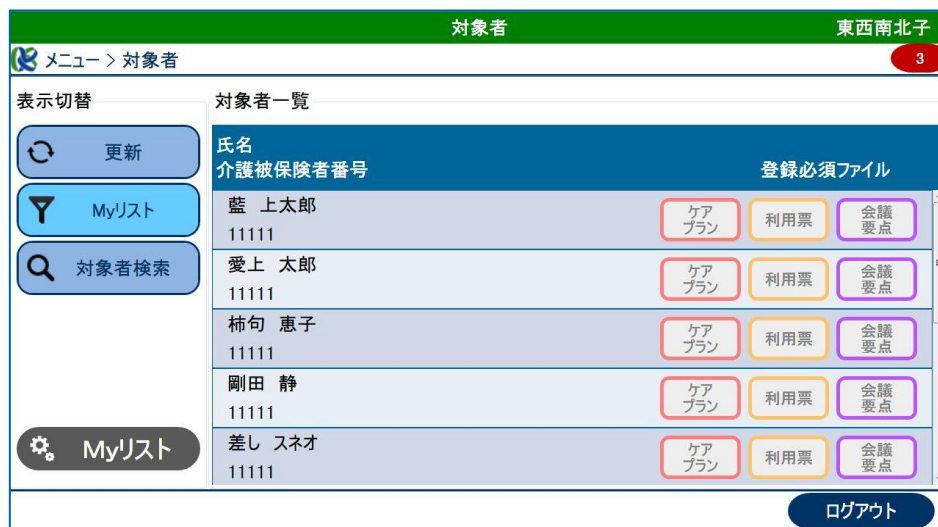 対象者 東西南北子
メニュー > 対象者 3
表示切替
更新
Myリスト
対象者検索
Myリスト
対象者一覧
氏名
介護被保険者番号 登録必須ファイル
藍 上太郎
11111
ケア
プラン
利用票
会議
要点
愛上 太郎
11111
ケア
プラン
利用票
会議
要点
柿句 恵子
11111
ケア
プラン
利用票
会議
要点
剛田 静
11111
ケア
プラン
利用票
会議
要点
差し スネオ
11111
ケア
プラン
利用票
会議
要点
ログアウト